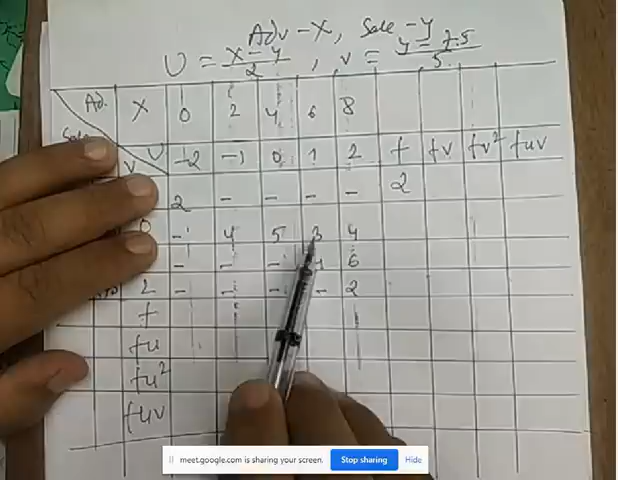 Adv - X, Sale - y
U = x-4/2, v = y-7.5/5
Ad. X 0 2 4 6 8
Sale
V U -2 -1 0 1 2 f fv fv² fuv
2 - - - - 2
0 - 4 5 3 4
- - - 6
2 - - - - 2
f
fu
fu²
fuv
meet.google.com is sharing your screen. Stop sharing Hide